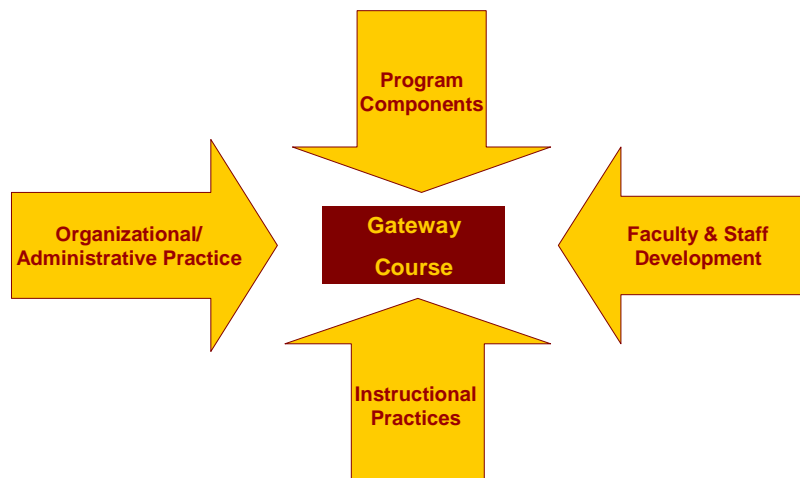 Program
Components
Organizational/
Administrative Practice
Gateway
Course
Faculty & Staff
Development
Instructional
Practices